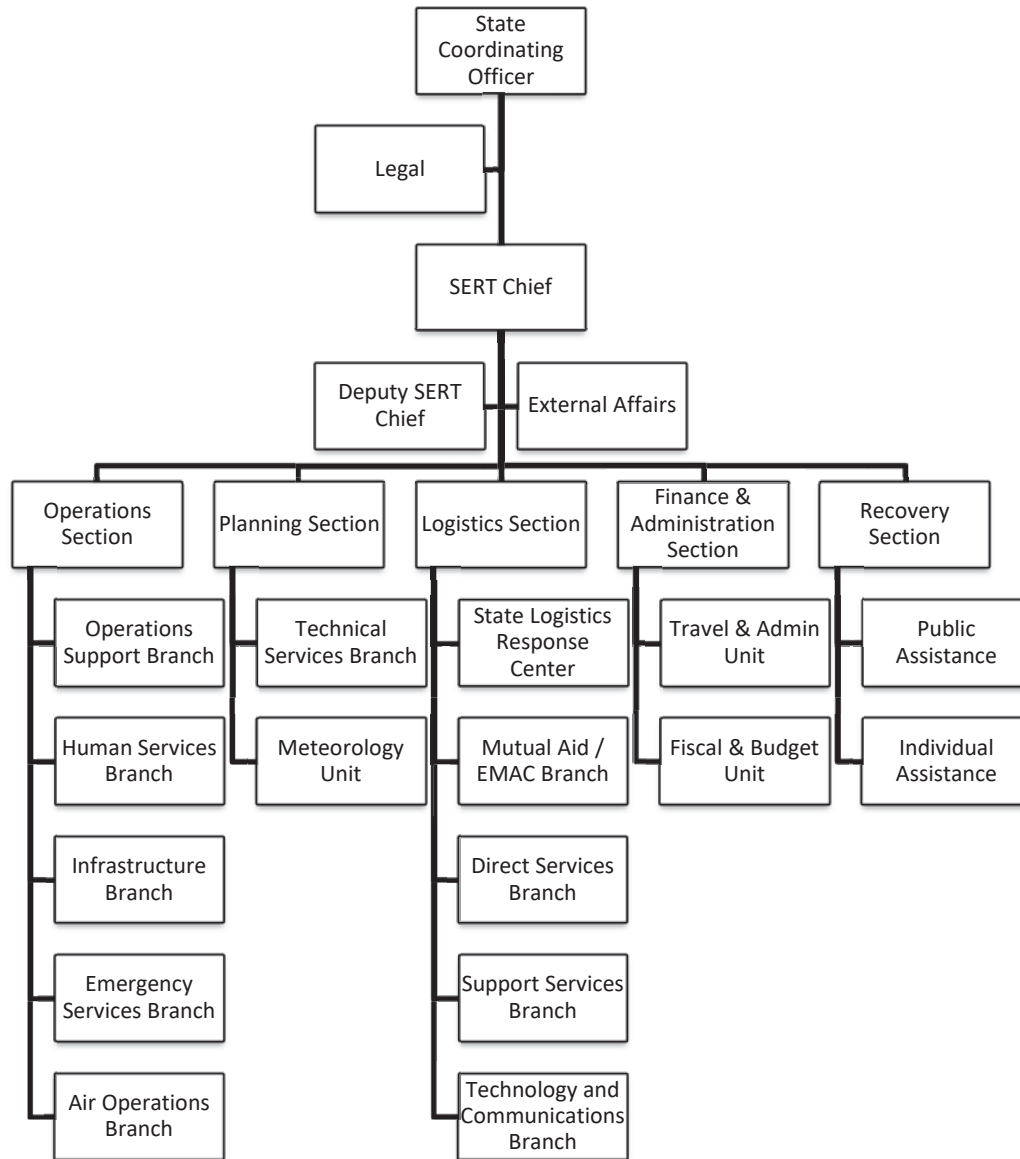 State
Coordinating
Officer
Legal
SERT Chief
Deputy SERT
Chief
External Affairs
Operations
Section
Planning Section
Logistics Section
Finance &
Administration
Section
Recovery
Section
Operations
Support Branch
Technical
Services Branch
State Logistics
Response
Center
Travel & Admin
Unit
Public
Assistance
Human Services
Branch
Meteorology
Unit
Mutual Aid /
EMAC Branch
Fiscal & Budget
Unit
Individual
Assistance
Infrastructure
Branch
Direct Services
Branch
Emergency
Services Branch
Support Services
Branch
Air Operations
Branch
Technology and
Communications
Branch